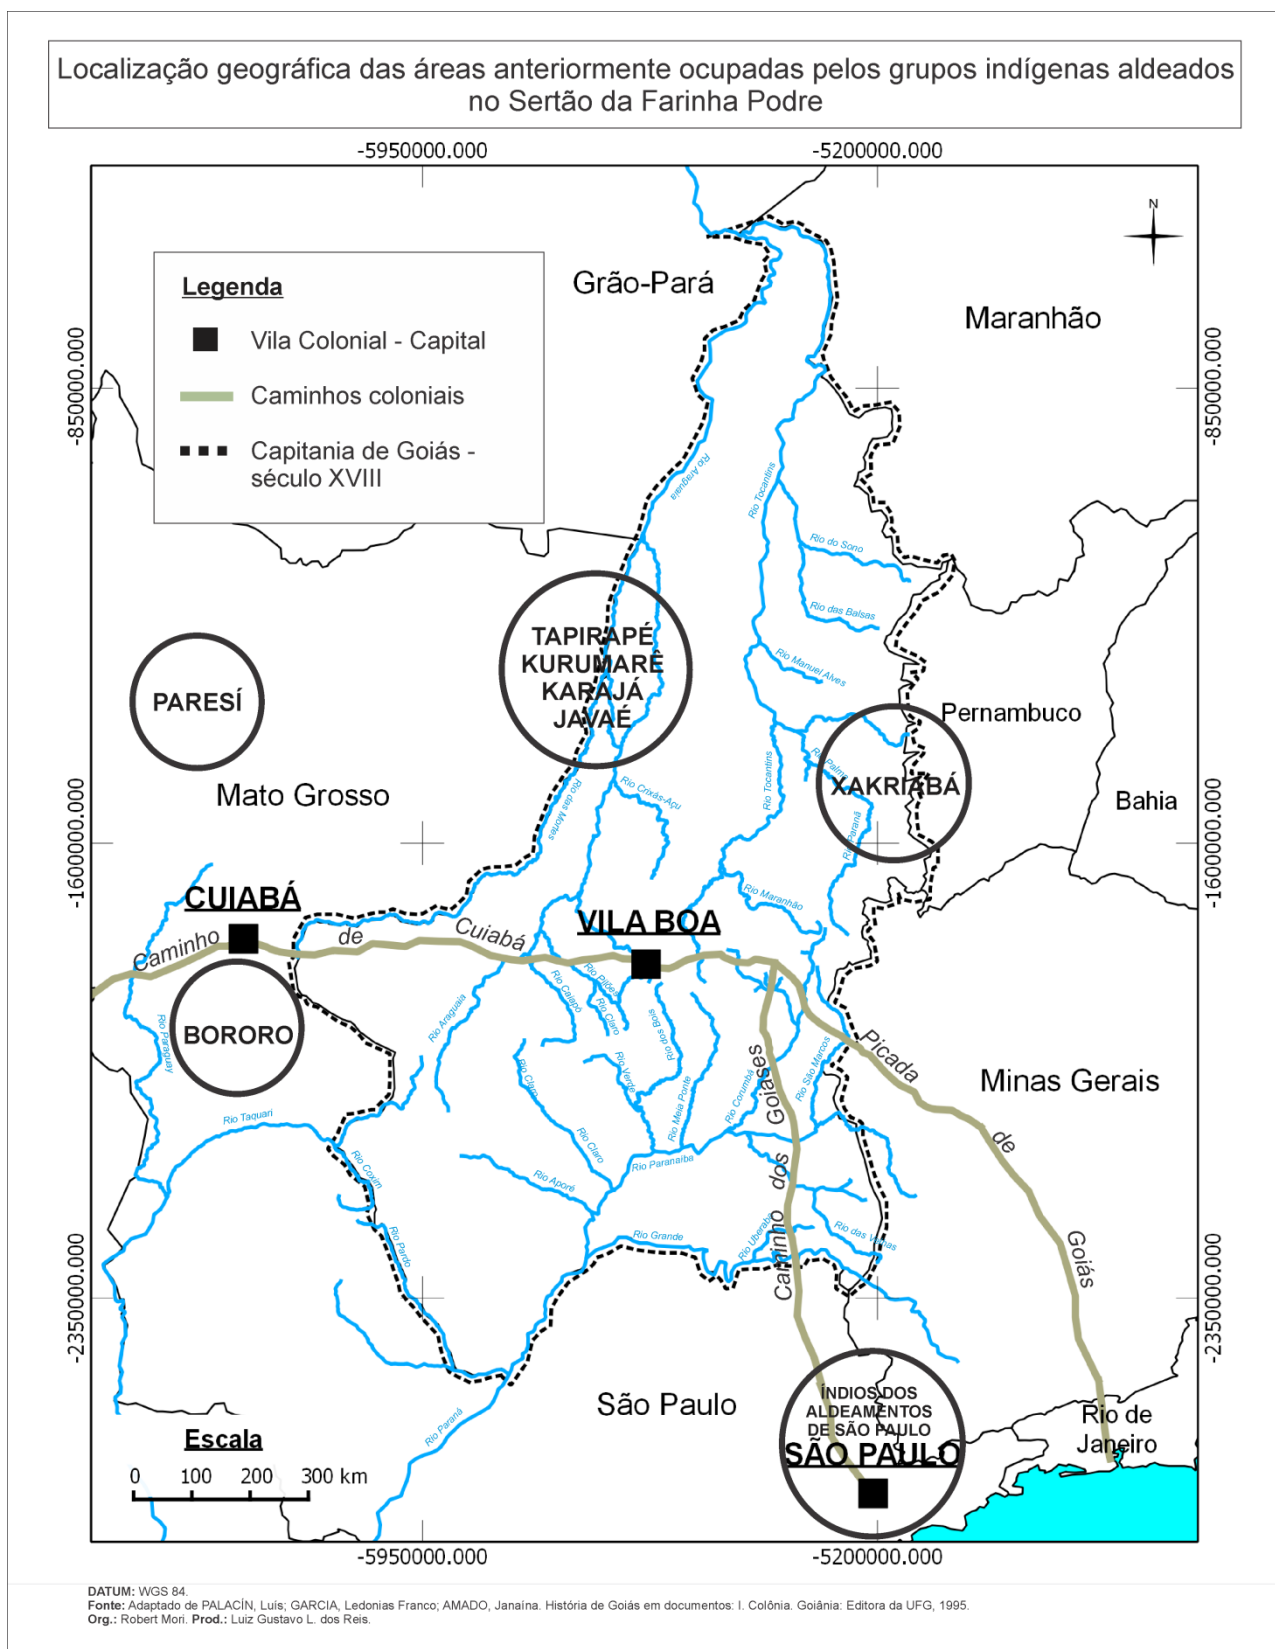 Localização geográfica das áreas anteriormente ocupadas pelos grupos indígenas aldeados
no Sertão da Farinha Podre
-5950000.000
-5200000.000
N
Grão-Pará
Maranhão
Legenda
Vila Colonial - Capital
Caminhos coloniais
Capitania de Goiás -
século XVIII
-850000.000
-850000.000
Rio Araguaia
Rio Tocantins
Rio do Sono
Rio das Balsas
TAPIRAPÉ
KURUMARÊ
KARAJÁ
JAVAÉ
Rio Manuel Alves
PARESÍ
Pernambuco
Mato Grosso
Rio das Mortes
Rio Crixás-Açu
Rio Tocantins
Rio Palma
XAKRIABÁ
Bahia
Rio Paranã
-1600000.000
-1600000.000
CUIABÁ
Rio Maranhão
VILA BOA
Caminho de Cuiabá
BORORO
Rio Paraguay
Rio Araguaia
Rio Caiapó
Rio Pilões
Rio Claro
Rio dos Bois
Rio Claro
Rio Verde
Rio Meia Ponte
Rio Corumbá
Rio São Marcos
Caminho dos Goiases
Picada de Goiás
Minas Gerais
Rio Taquari
Rio Coxim
Rio Claro
Rio Paranaíba
Rio Aporé
Rio Pardo
Rio Grande
Rio Uberaba
Rio das Velhas
-2350000.000
-2350000.000
São Paulo
ÍNDIOS DOS
ALDEAMENTOS
DE SÃO PAULO
SÃO PAULO
Rio de
Janeiro
Rio Paraná
Escala
0 100 200 300 km
-5950000.000
-5200000.000
DATUM: WGS 84.
Fonte: Adaptado de PALACÍN, Luís; GARCIA, Ledonias Franco; AMADO, Janaína. História de Goiás em documentos: I. Colônia. Goiânia: Editora da UFG, 1995.
Org.: Robert Mori. Prod.: Luiz Gustavo L. dos Reis.